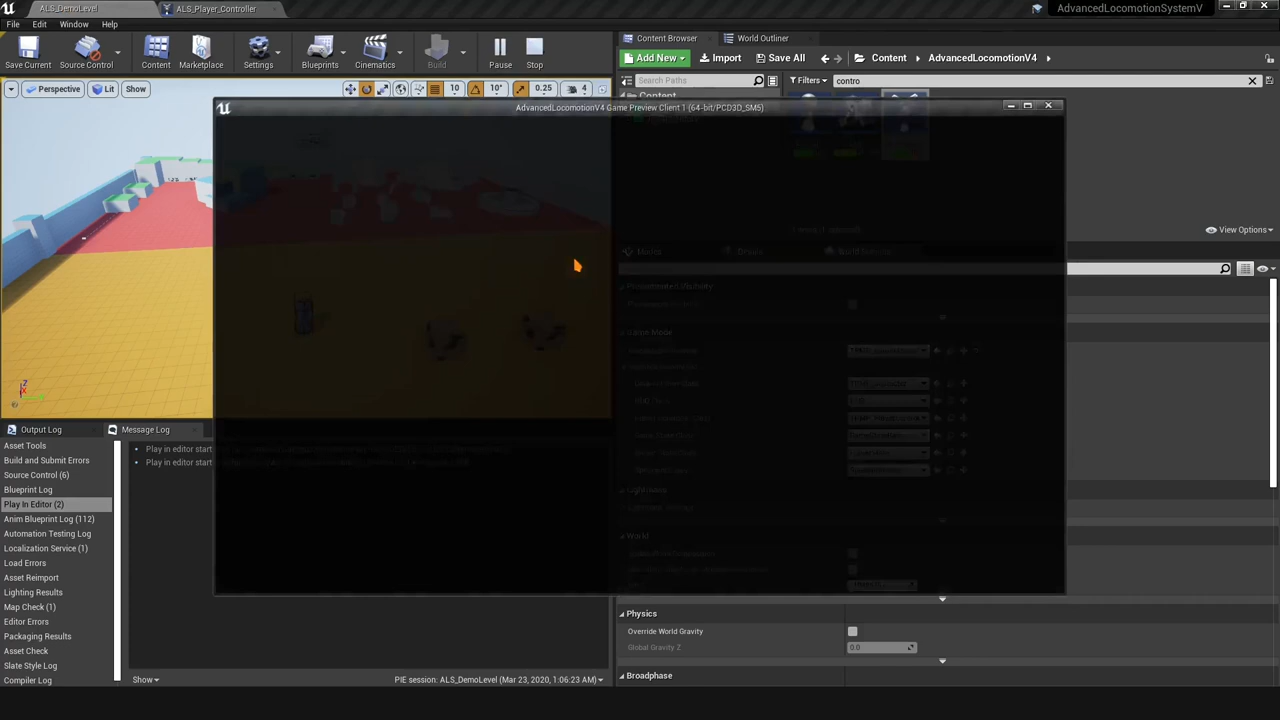 ALS_DemoLevel
ALS_Player_Controller
AdvancedLocomotionSystemV
File
Edit
Window
Help
Save Current
Source Control
Content
Marketplace
Settings
Blueprints
Cinematics
Build
Pause
Stop
Content Browser
World Outliner
Add New
Import
Save All
Content
AdvancedLocomotionV4
Search Paths
Filters
contro
Content
Perspective
Lit
Show
10
10°
0.25
4
AdvancedLocomotionV4 Game Preview Client 1 (64-bit/PCD3D_SM5)
View Options
Game Mode
World
Z
Output Log
Message Log
Asset Tools
Build and Submit Errors
Source Control (6)
Blueprint Log
Play In Editor (2)
Anim Blueprint Log (112)
Automation Testing Log
Localization Service (1)
Load Errors
Asset Reimport
Lighting Results
Map Check (1)
Editor Errors
Packaging Results
Asset Check
Slate Style Log
Compiler Log
Play in editor start
Play in editor start
Show
PIE session: ALS_DemoLevel (Mar 23, 2020, 1:06:23 AM)
Physics
Override World Gravity
Global Gravity Z
0.0
Broadphase